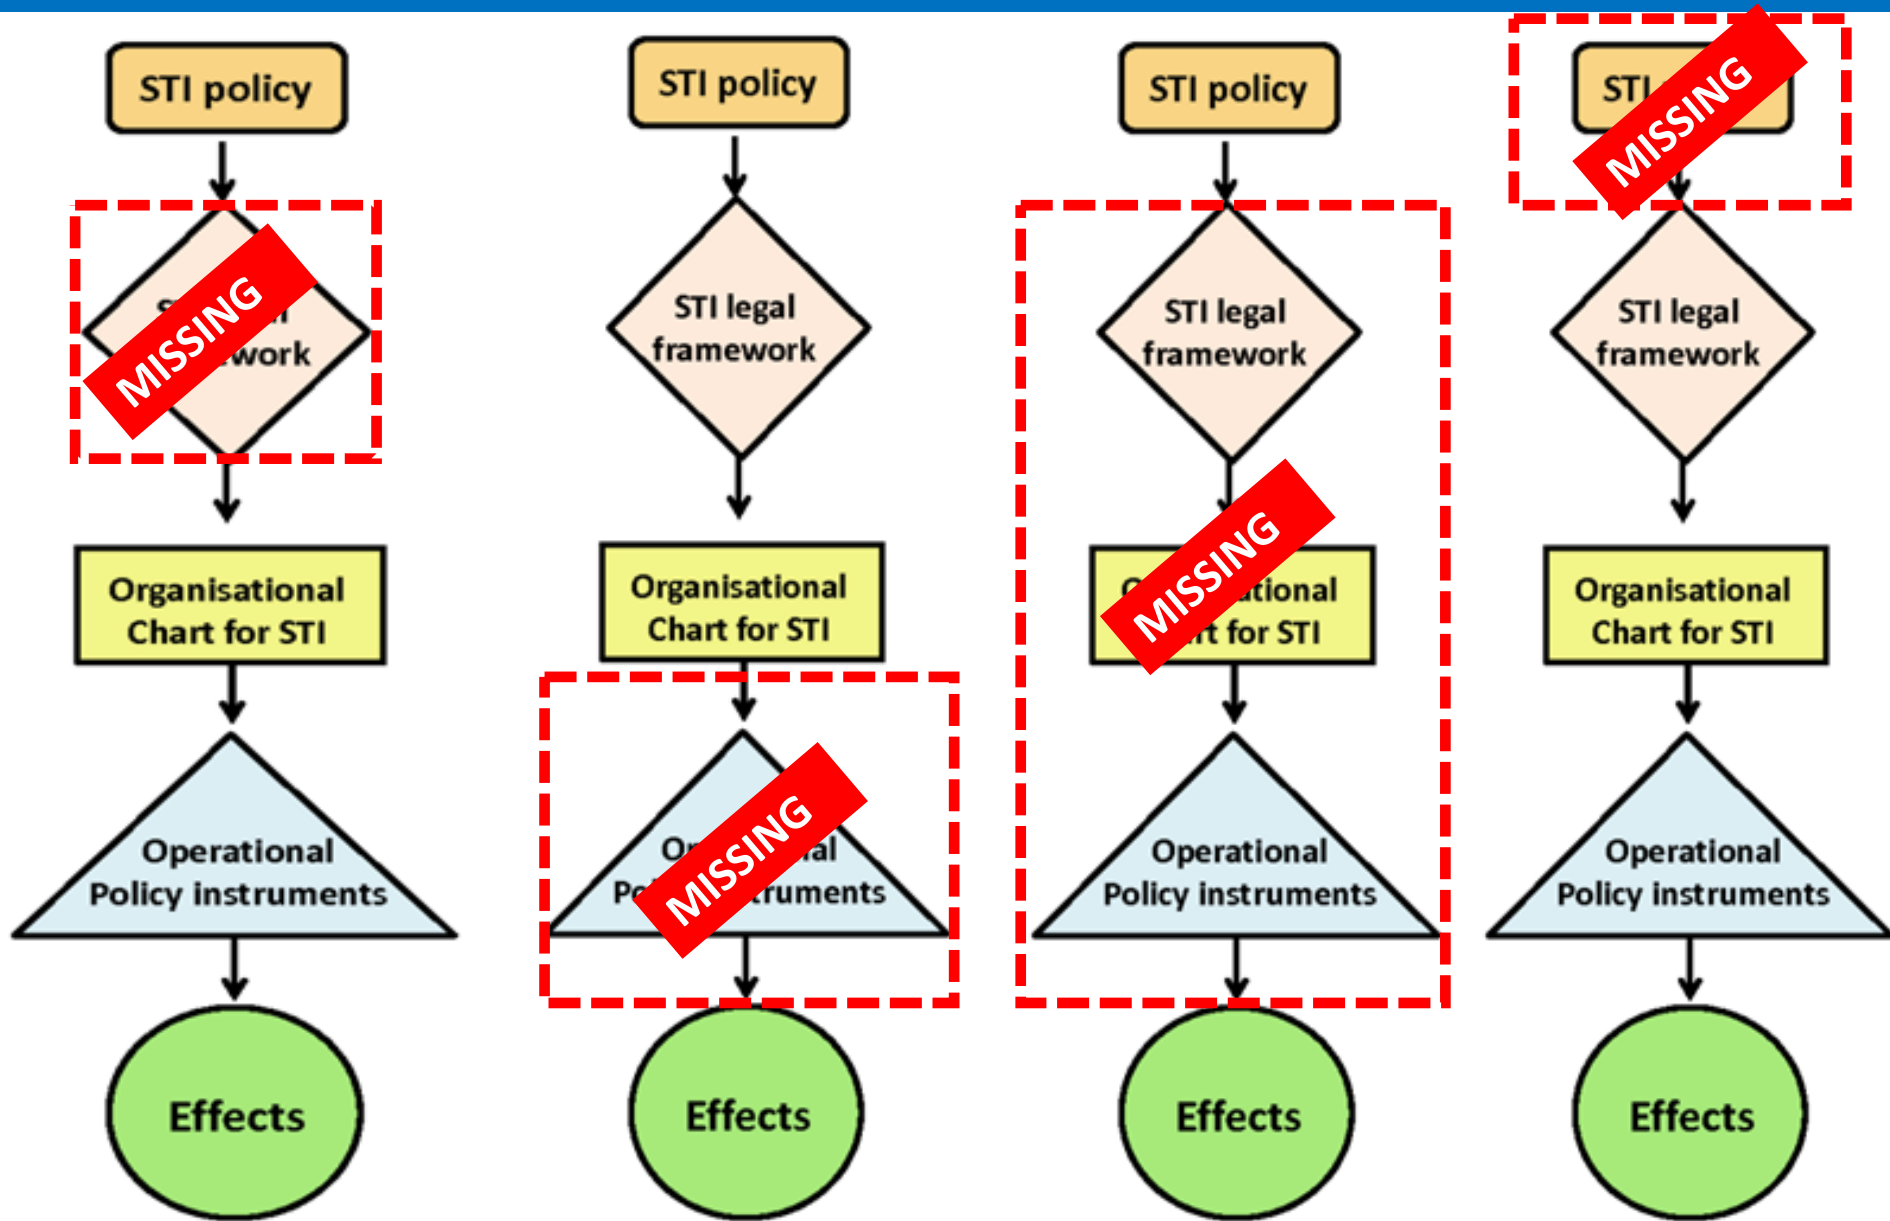 STI policy
MISSING
Organisational
Chart for STI
Operational
Policy instruments
Effects
STI policy
STI legal
framework
Organisational
Chart for STI
MISSING
Effects
STI policy
STI legal
framework
MISSING
for STI
Operational
Policy instruments
Effects
STI
MISSING
STI legal
framework
Organisational
Chart for STI
Operational
Policy instruments
Effects